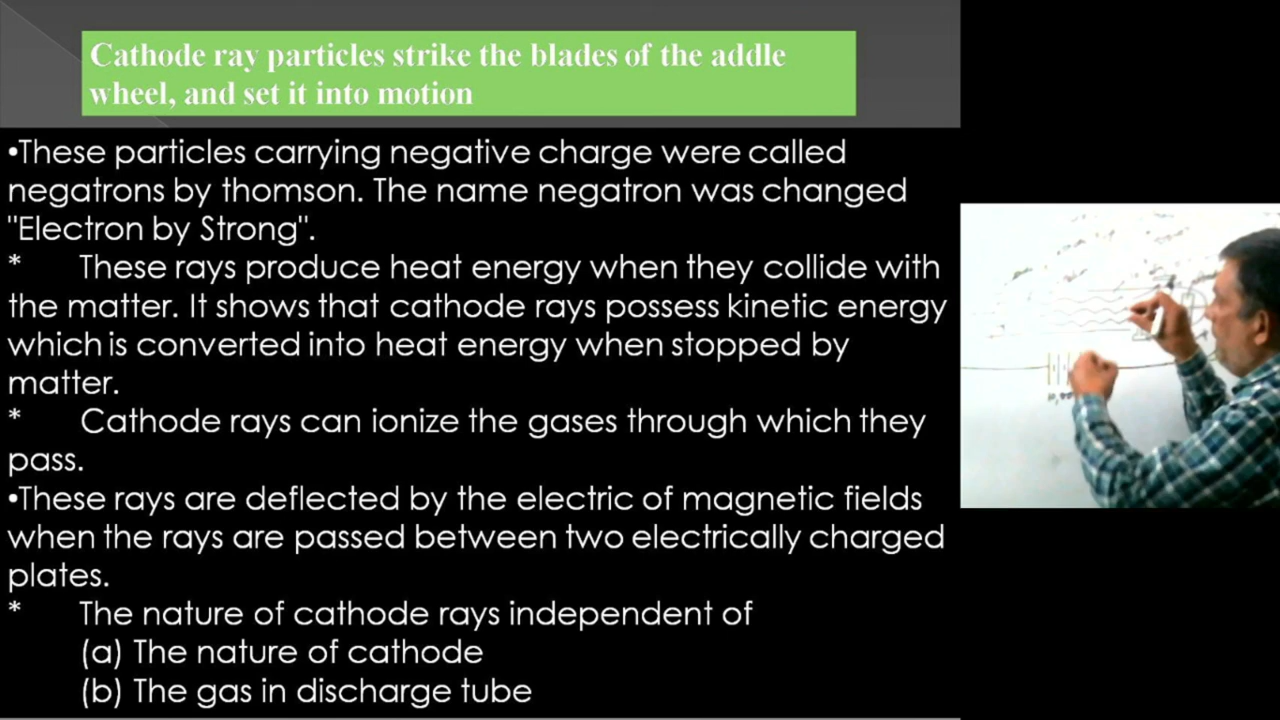 Cathode ray particles strike the blades of the addle
wheel, and set it into motion
•These particles carrying negative charge were called
negatrons by thomson. The name negatron was changed
"Electron by Strong".
* These rays produce heat energy when they collide with
the matter. It shows that cathode rays possess kinetic energy
which is converted into heat energy when stopped by
matter.
* Cathode rays can ionize the gases through which they
pass.
•These rays are deflected by the electric of magnetic fields
when the rays are passed between two electrically charged
plates.
* The nature of cathode rays independent of
(a) The nature of cathode
(b) The gas in discharge tube